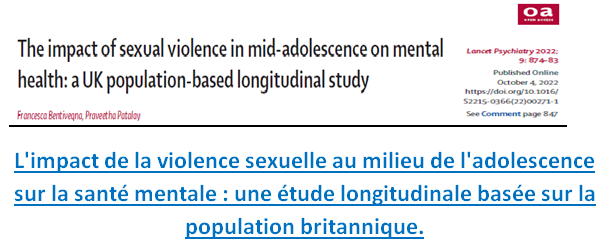 oa
OPEN ACCESS
The impact of sexual violence in mid-adolescence on mental
health: a UK population-based longitudinal study
Francesca Bentivegna, Praveetha Patalay
Lancet Psychiatry 2022;
9: 874–83
Published Online
October 4, 2022
https://doi.org/10.1016/
S2215-0366(22)00271-1
See Comment page 847
L'impact de la violence sexuelle au milieu de l'adolescence
sur la santé mentale : une étude longitudinale basée sur la
population britannique.